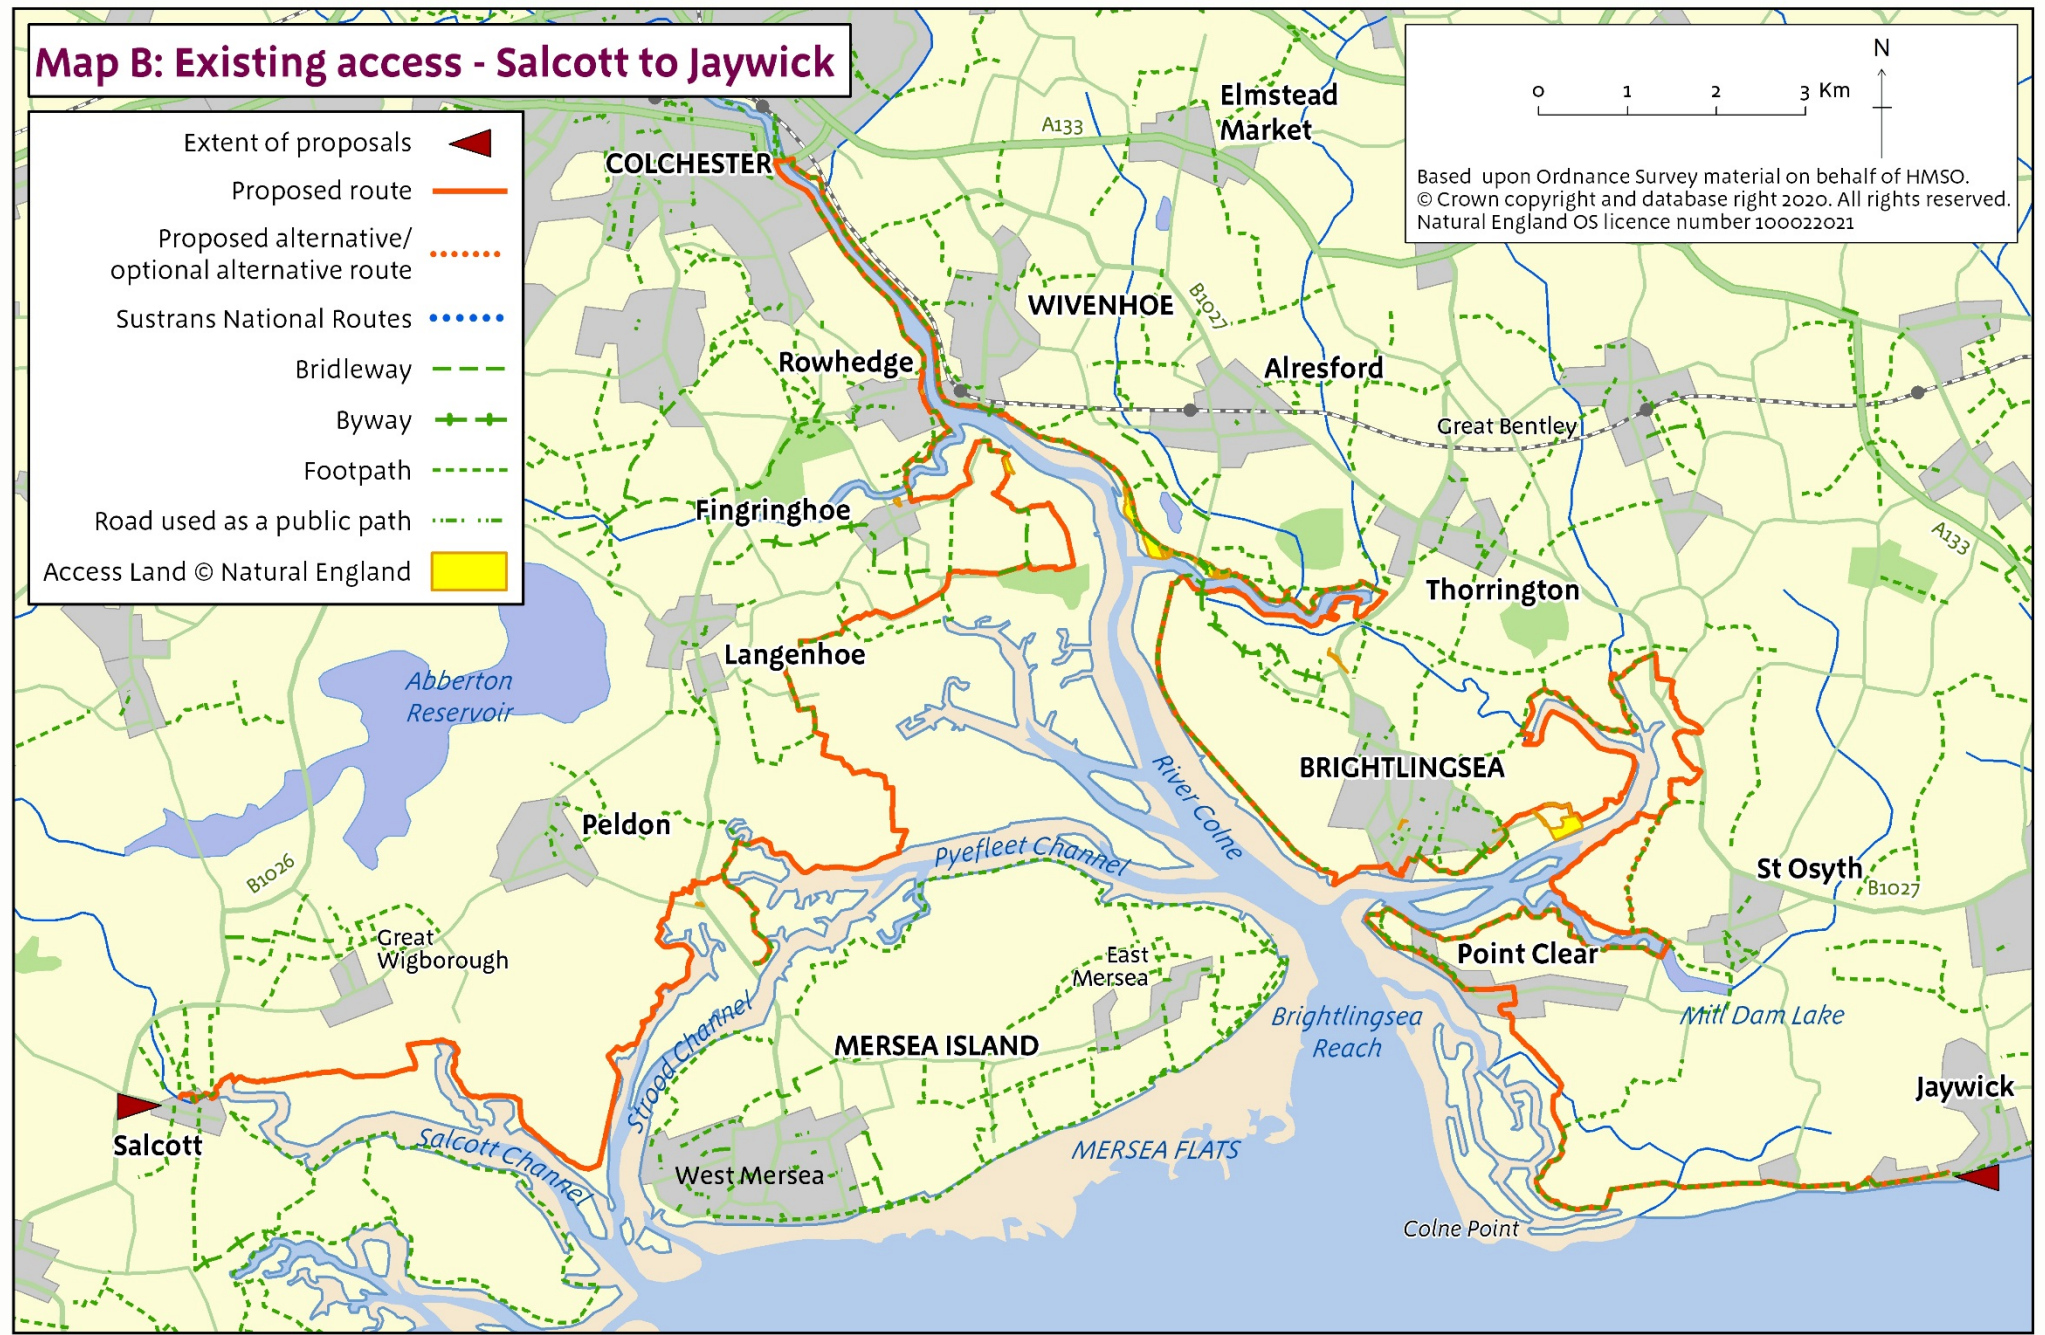 Map B: Existing access - Salcott to Jaywick
Extent of proposals
Proposed route
Proposed alternative/
optional alternative route
Sustrans National Routes
Bridleway
Byway
Footpath
Road used as a public path
Access Land © Natural England
0 1 2 3 Km
N
Based upon Ordnance Survey material on behalf of HMSO.
© Crown copyright and database right 2020. All rights reserved.
Natural England OS licence number 100022021
Elmstead
Market
A133
COLCHESTER
WIVENHOE
B1027
Rowhedge
Alresford
Great Bentley
Fingringhoe
A133
Thorrington
Langenhoe
Abberton
Reservoir
River Colne
BRIGHTLINGSEA
Peldon
Pyefleet Channel
B1026
St Osyth
B1027
Great
Wigborough
East
Mersea
Point Clear
Strood Channel
Brightlingsea
Reach
Mill Dam Lake
MERSEA ISLAND
Jaywick
Salcott
Salcott Channel
MERSEA FLATS
West Mersea
Colne Point